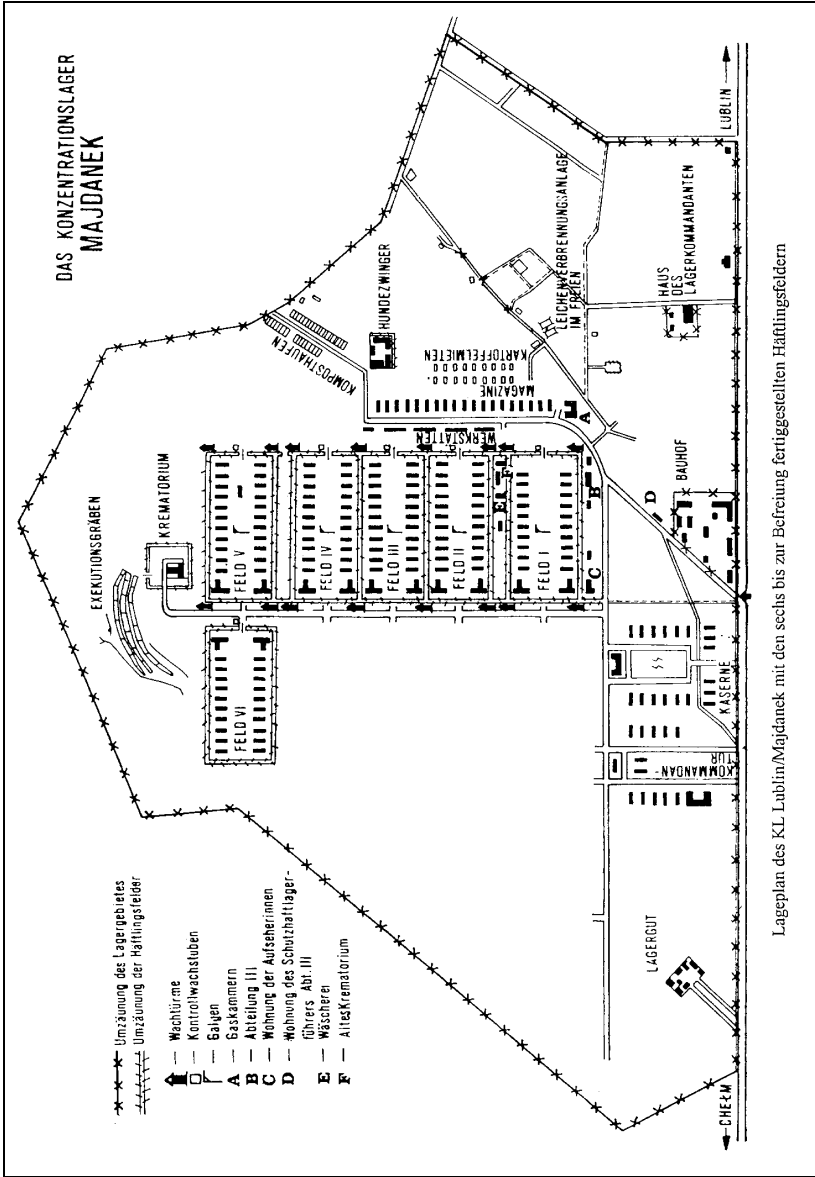 DAS KONZENTRATIONSLAGER
MAJDANEK
Umzäunung des Lagergebietes
Umzäunung der Häftlingsfelder
Wachtürme
Kontrollwachstuben
Galgen
A — Gaskammern
B — Abteilung III
C — Wohnung der Aufseherinnen
D — Wohnung des Schutzhaftlager-
führers Abt. III
E — Wäscherei
F — Altes Krematorium
EXEKUTIONSGRÄBEN
KREMATORIUM
KOMPOSTHAUFEN
HUNDEZWINGER
FELD VI
FELD V
FELD IV
FELD III
FELD II
FELD I
WERKSTÄTTEN
MAGAZINE
KARTOFFELMIETEN
LEICHENVERBRENNUNGSANLAGE
IM FREIEN
E
F
A
B
C
D
BAUHOF
HAUS
DES
LAGERKOMMANDANTEN
SS
KASERNE
KOMMANDAN-
TUR
LAGERGUT
CHEŁM
LUBLIN
Lageplan des KL Lublin/Majdanek mit den sechs bis zur Befreiung fertiggestellten Häftlingsfeldern